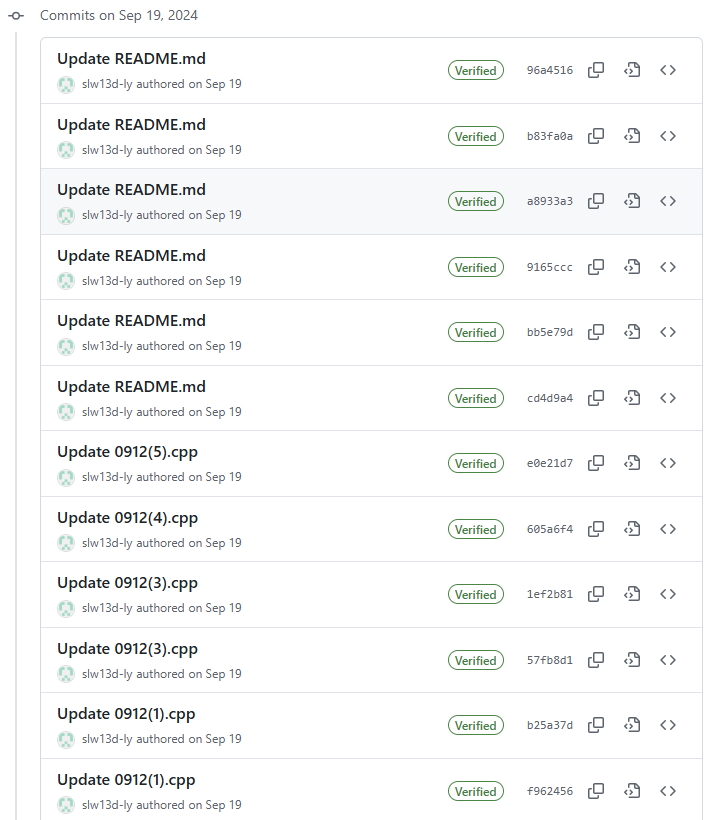 Commits on Sep 19, 2024
Update README.md
Verified 96a4516
slw13d-ly authored on Sep 19
Update README.md
Verified b83fa0a
slw13d-ly authored on Sep 19
Update README.md
Verified a8933a3
slw13d-ly authored on Sep 19
Update README.md
Verified 9165ccc
slw13d-ly authored on Sep 19
Update README.md
Verified bb5e79d
slw13d-ly authored on Sep 19
Update README.md
Verified cd4d9a4
slw13d-ly authored on Sep 19
Update 0912(5).cpp
Verified e0e21d7
slw13d-ly authored on Sep 19
Update 0912(4).cpp
Verified 605a6f4
slw13d-ly authored on Sep 19
Update 0912(3).cpp
Verified 1ef2b81
slw13d-ly authored on Sep 19
Update 0912(3).cpp
Verified 57fb8d1
slw13d-ly authored on Sep 19
Update 0912(1).cpp
Verified b25a37d
slw13d-ly authored on Sep 19
Update 0912(1).cpp
Verified f962456
slw13d-ly authored on Sep 19